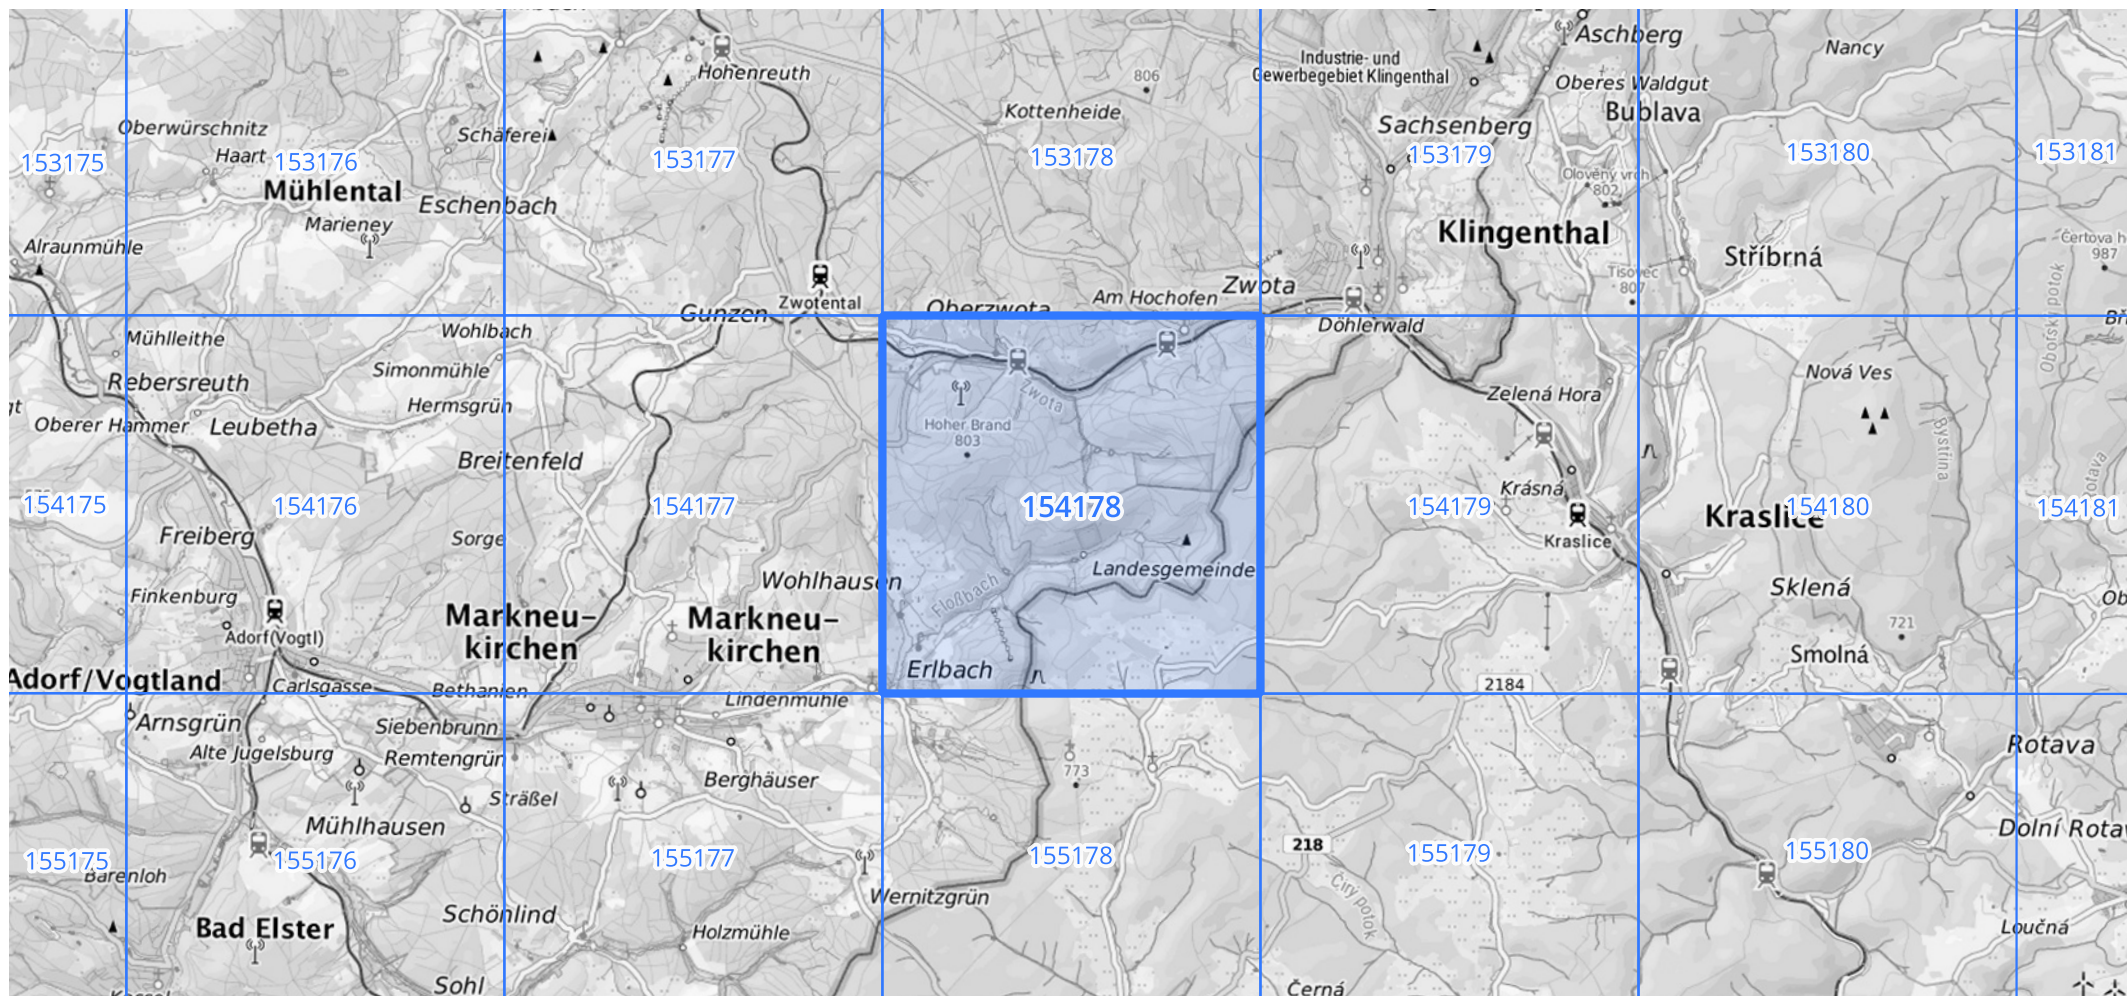 Aschberg
Nancy
Industrie- und
Gewerbegebiet Klingenthal
Hohenreuth
806
Oberes Waldgut
Kottenheide
Bublava
Oberwürschnitz
Schäferei
Sachsenberg
Haart
153175
153176
153177
153178
153179
153180
153181
Olověný vrch
802
Mühlental
Eschenbach
Marieney
Klingenthal
Alraunmühle
Stříbrná
Čertova h
987
Tisovec
807
Obořský potok
Zwotental
Zwota
Am Hochofen
Oberzwota
Gunzen
Döhlerwald
Mühlleithe
Wohlbach
Simonmühle
Nová Ves
Rebersreuth
Zelená Hora
Zwota
Hermsgrün
Oberer Hammer
Leubetha
Hoher Brand
803
Breitenfeld
Bystřina
Krásná
154175
154176
154177
154178
154179
154180
154181
Kraslice
Kraslice
Freiberg
Sorge
Landesgemeinde
Wohlhausen
Floßbach
Sklená
Finkenburg
Markneu-
kirchen
Markneu-
kirchen
721
Adorf(Vogtl)
Smolná
Erlbach
Adorf/Vogtland
Carlsgasse
Bethanien
2184
Lindenmühle
Arnsgrün
Siebenbrunn
Alte Jugelsburg
Remtengrün
Rotava
773
Berghäuser
Sträßel
Mühlhausen
Dolní Rota
218
155175
155176
155177
155178
155179
155180
Bärenloh
Wernitzgrün
Čirý potok
Schönlind
Bad Elster
Holzmühle
Loučná
Sohl
Černá